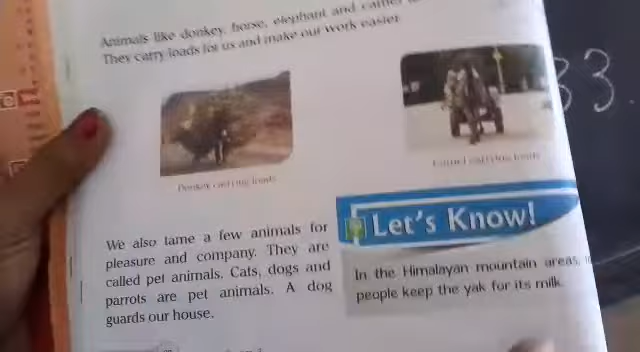 Animals like donkey, horse, elephant and camel
They carry loads for us and make our work easier.
Donkey carrying loads
Camel carrying loads
We also tame a few animals for
pleasure and company. They are
called pet animals. Cats, dogs and
parrots are pet animals. A dog
guards our house.
Let's Know!
In the Himalayan mountain areas,
people keep the yak for its milk.
33